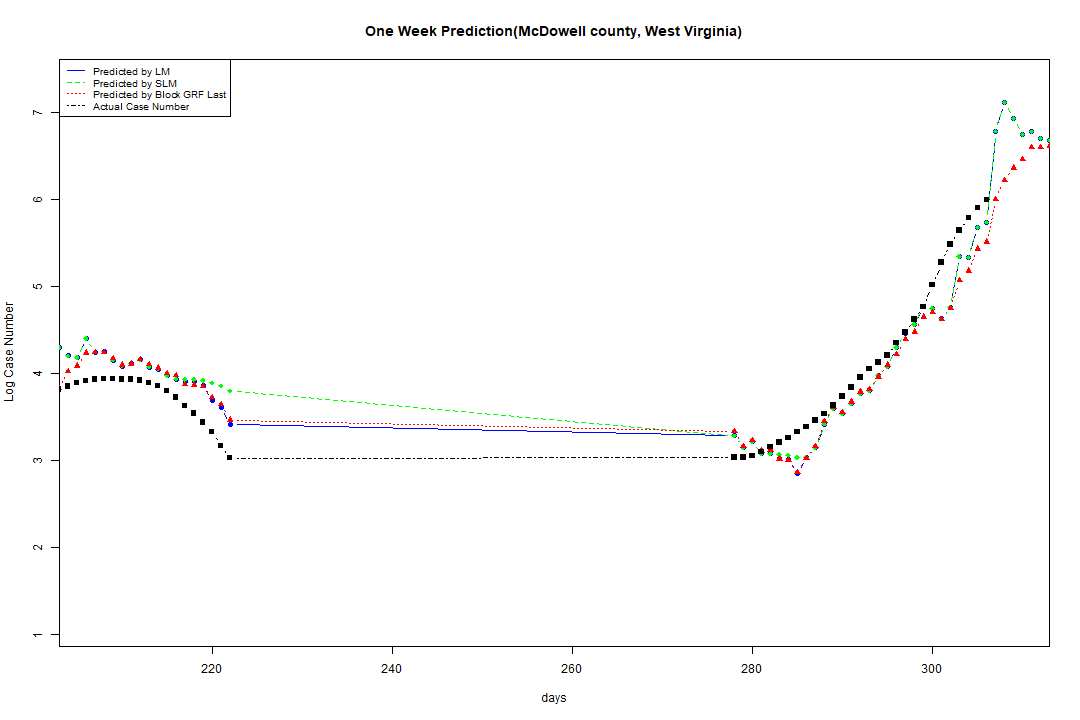 One Week Prediction(McDowell county, West Virginia)
Predicted by LM
Predicted by SLM
Predicted by Block GRF Last
Actual Case Number
Log Case Number
7
6
5
4
3
2
1
220 240 260 280 300
days